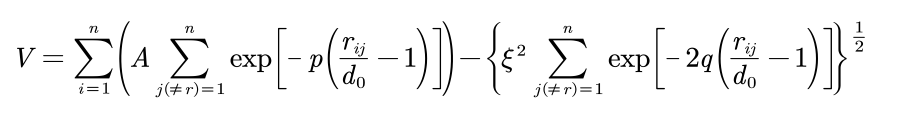 V = \sum_{i=1}^{n} \left( A \sum_{j(\neq r)=1}^{n} \exp\left[ -p\left( \frac{r_{ij}}{d_0} - 1 \right) \right] \right) - \left\{ \xi^2 \sum_{j(\neq r)=1}^{n} \exp\left[ -2q\left( \frac{r_{ij}}{d_0} - 1 \right) \right] \right\}^{\frac{1}{2}}